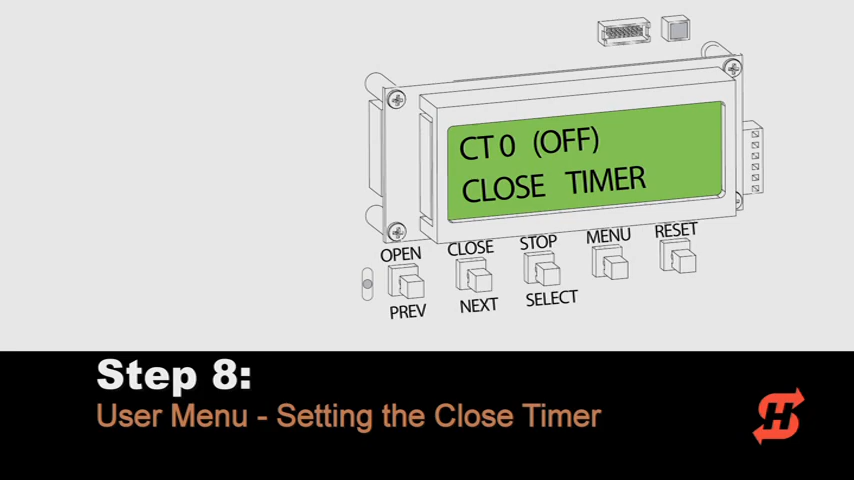 CT 0 (OFF)
CLOSE TIMER
OPEN CLOSE STOP MENU RESET
PREV NEXT SELECT
Step 8:
User Menu - Setting the Close Timer
H